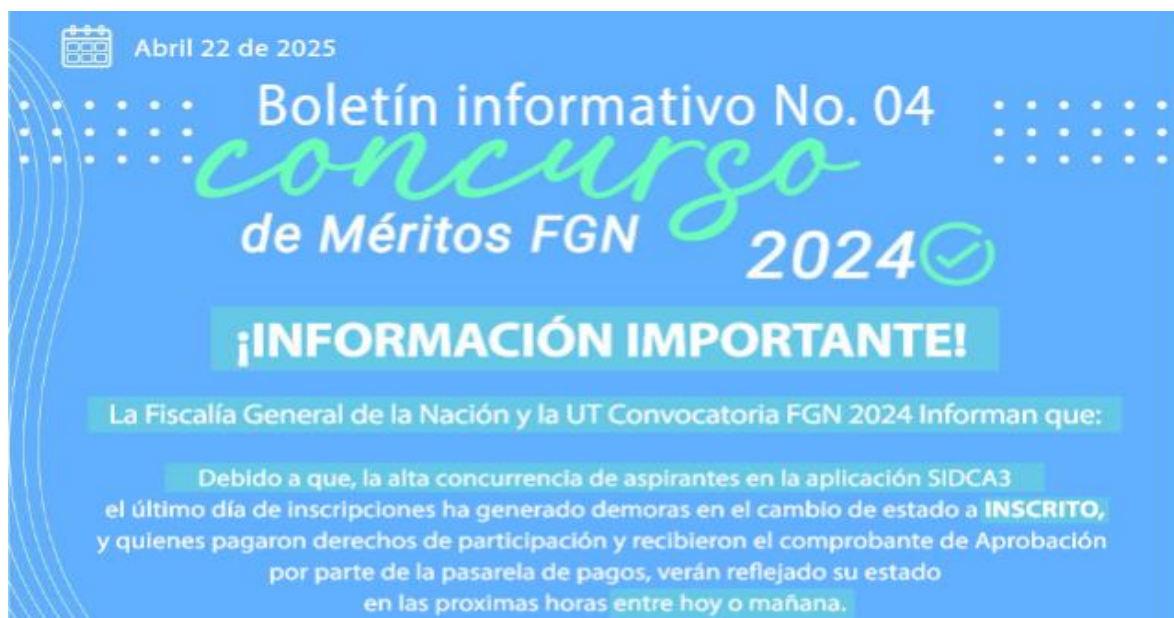 Abril 22 de 2025
Boletín informativo No. 04
concurso
de Méritos FGN 2024
¡INFORMACIÓN IMPORTANTE!
La Fiscalía General de la Nación y la UT Convocatoria FGN 2024 Informan que:
Debido a que, la alta concurrencia de aspirantes en la aplicación SIDCA3
el último día de inscripciones ha generado demoras en el cambio de estado a INSCRITO,
y quienes pagaron derechos de participación y recibieron el comprobante de Aprobación
por parte de la pasarela de pagos, verán reflejado su estado
en las proximas horas entre hoy o mañana.